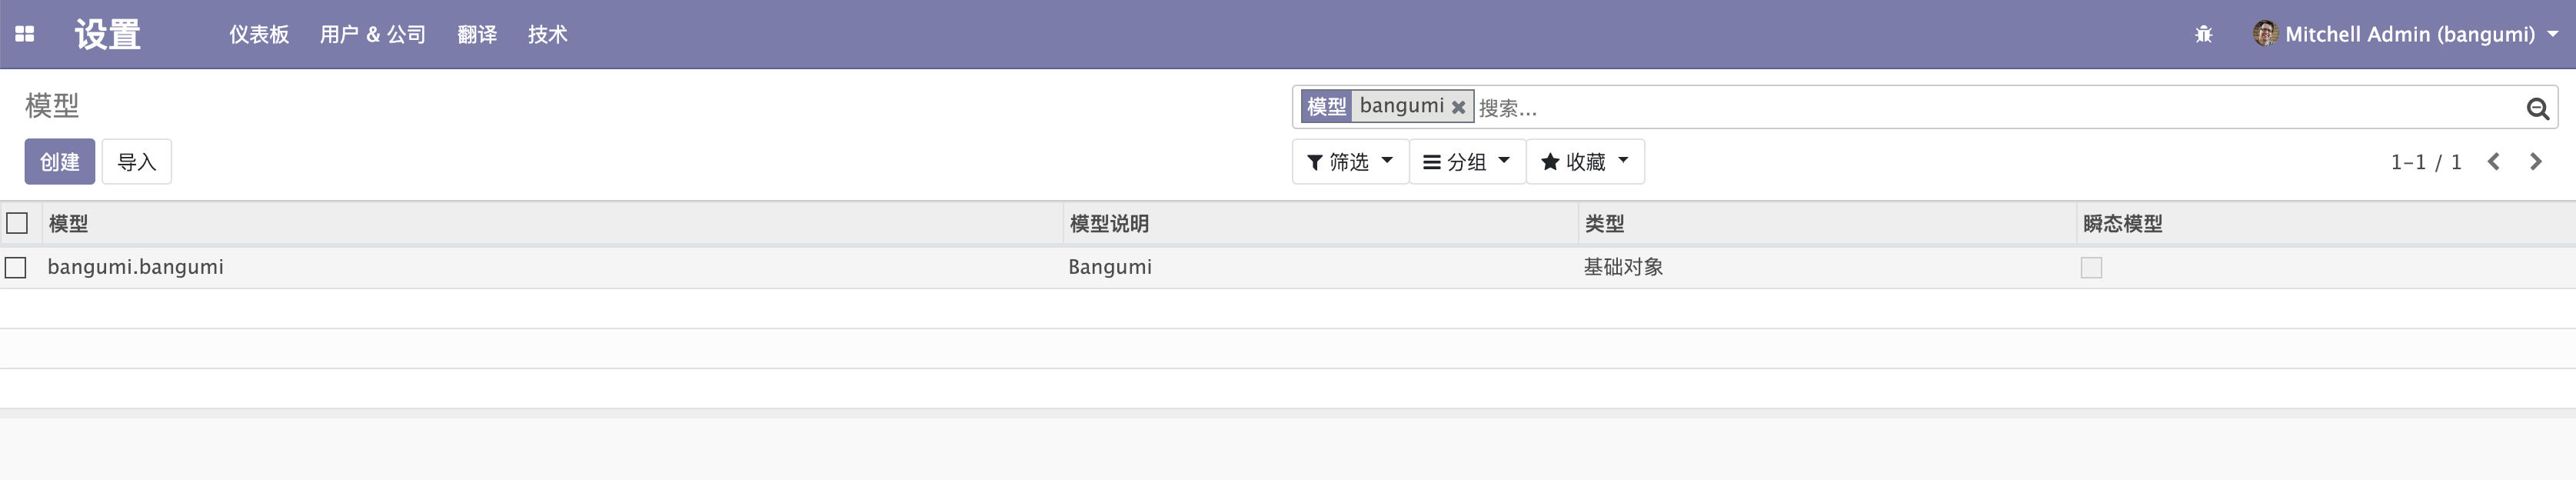 设置 仪表板 用户 & 公司 翻译 技术 Mitchell Admin (bangumi)
模型
模型 bangumi 搜索...
创建 导入 筛选 分组 收藏 1-1 / 1
模型 模型说明 类型 瞬态模型
bangumi.bangumi Bangumi 基础对象